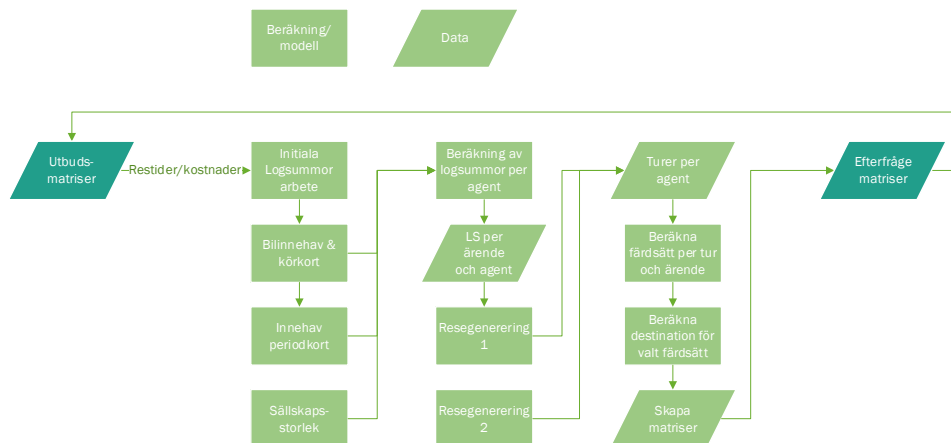 Beräkning/
modell
Data
Utbuds-
matriser
Restider/kostnader
Initiala
Logsummor
arbete
Bilinnehav &
körkort
Innehav
periodkort
Sällskaps-
storlek
Beräkning av
logsummor per
agent
LS per
ärende
och agent
Resegenerering
1
Resegenerering
2
Turer per
agent
Beräkna
färdsätt per tur
och ärende
Beräkna
destination för
valt färdsätt
Skapa
matriser
Efterfråge
matriser